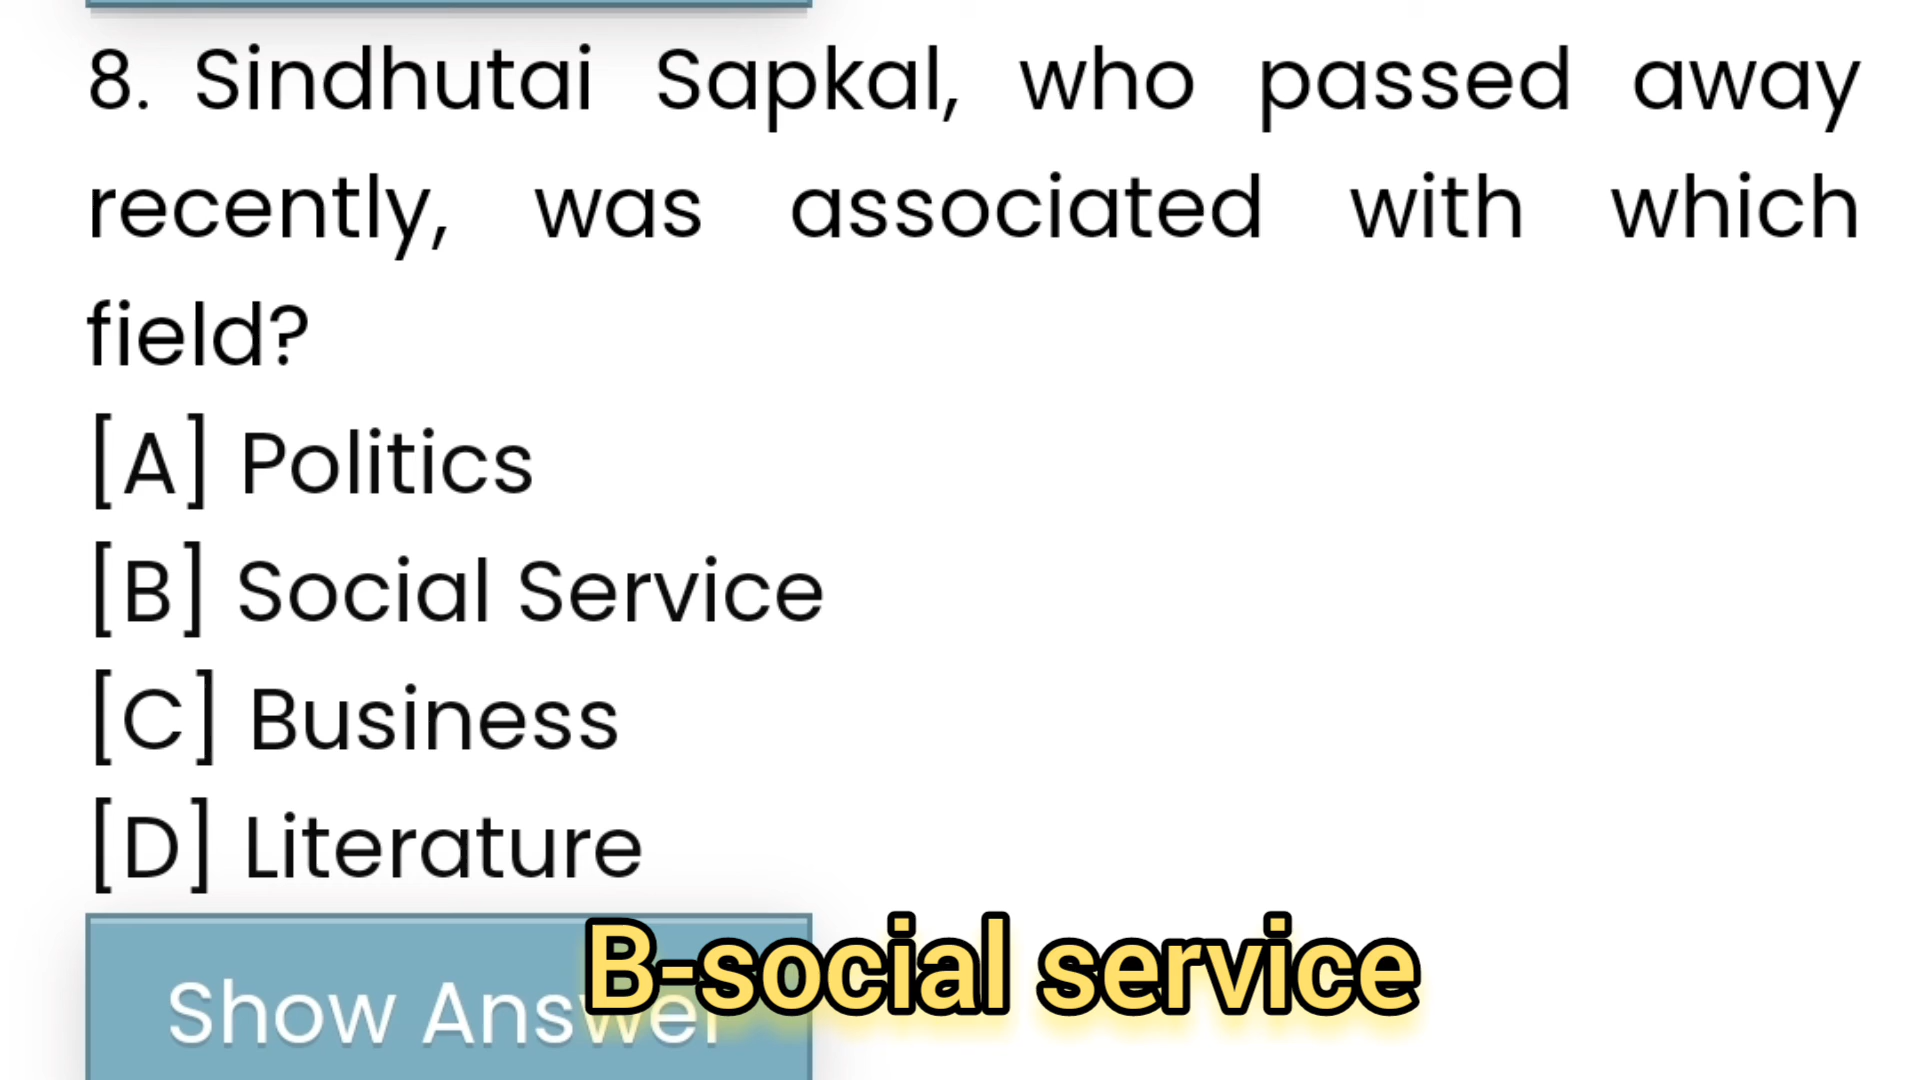 8. Sindhutai Sapkal, who passed away
recently, was associated with which
field?
[A] Politics
[B] Social Service
[C] Business
[D] Literature
B-social service
Show Answer